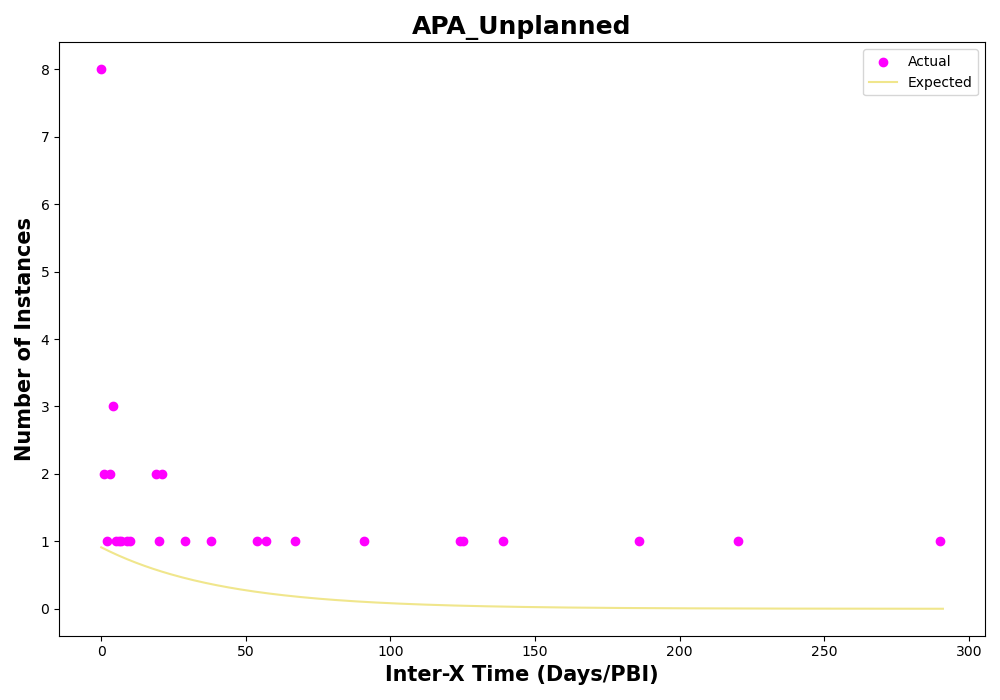 APA_Unplanned
Actual
Expected
8
7
6
5
4
3
2
1
0
Number of Instances
0 50 100 150 200 250 300
Inter-X Time (Days/PBI)